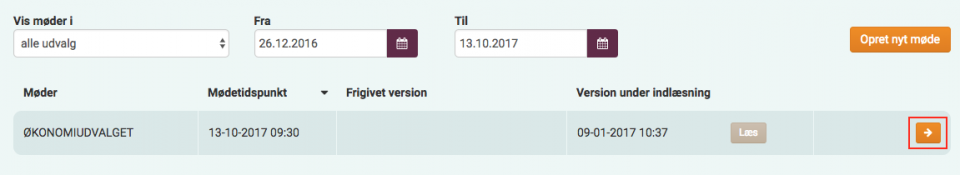 Vis møder i Fra Til
alle udvalg 26.12.2016 13.10.2017 Opret nyt møde
Møder Mødetidspunkt Frigivet version Version under indlæsning
ØKONOMIUDVALGET 13-10-2017 09:30 09-01-2017 10:37 Læs